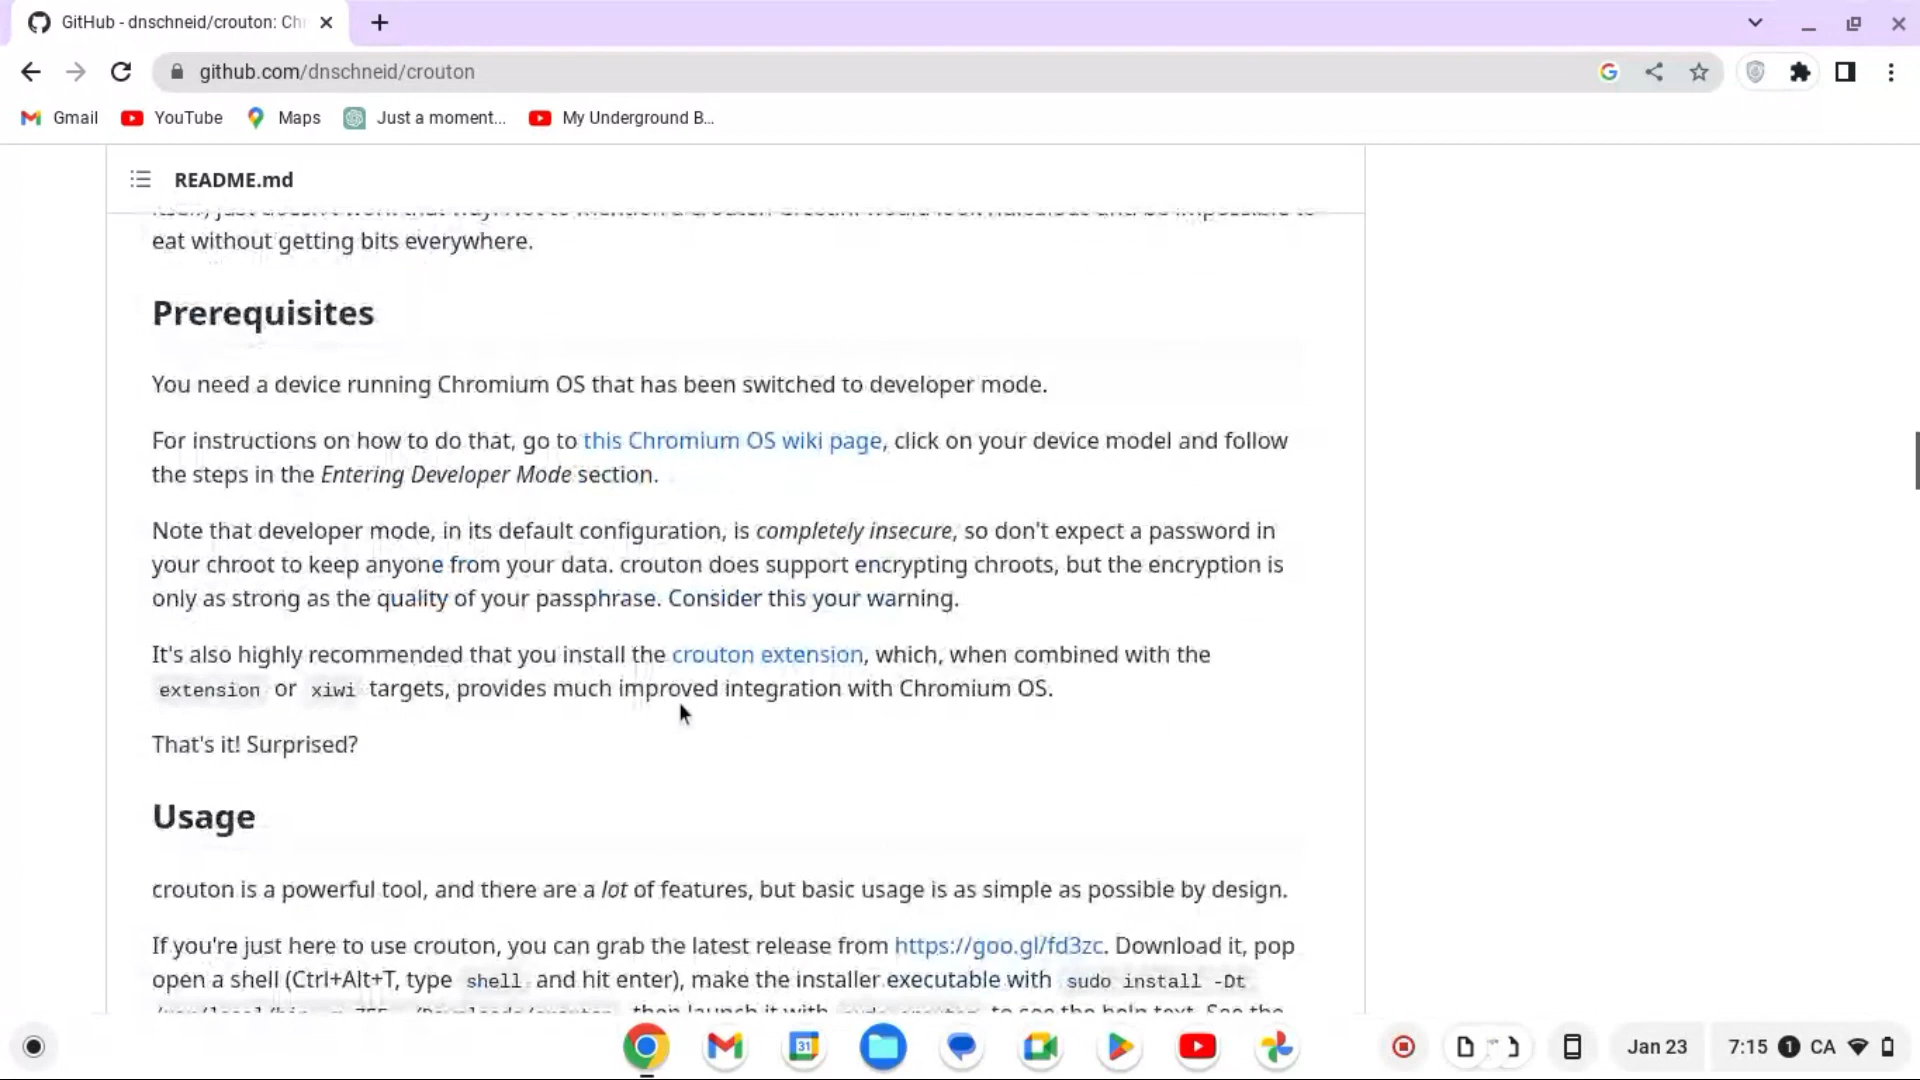 GitHub - dnschneid/crouton: Ch
github.com/dnschneid/crouton
Gmail YouTube Maps Just a moment... My Underground B...
README.md
eat without getting bits everywhere.
Prerequisites
You need a device running Chromium OS that has been switched to developer mode.
For instructions on how to do that, go to this Chromium OS wiki page, click on your device model and follow
the steps in the Entering Developer Mode section.
Note that developer mode, in its default configuration, is completely insecure, so don't expect a password in
your chroot to keep anyone from your data. crouton does support encrypting chroots, but the encryption is
only as strong as the quality of your passphrase. Consider this your warning.
It's also highly recommended that you install the crouton extension, which, when combined with the
extension or xiwi targets, provides much improved integration with Chromium OS.
That's it! Surprised?
Usage
crouton is a powerful tool, and there are a lot of features, but basic usage is as simple as possible by design.
If you're just here to use crouton, you can grab the latest release from https://goo.gl/fd3zc. Download it, pop
open a shell (Ctrl+Alt+T, type shell and hit enter), make the installer executable with sudo install -Dt
31 Jan 23 7:15 1 CA